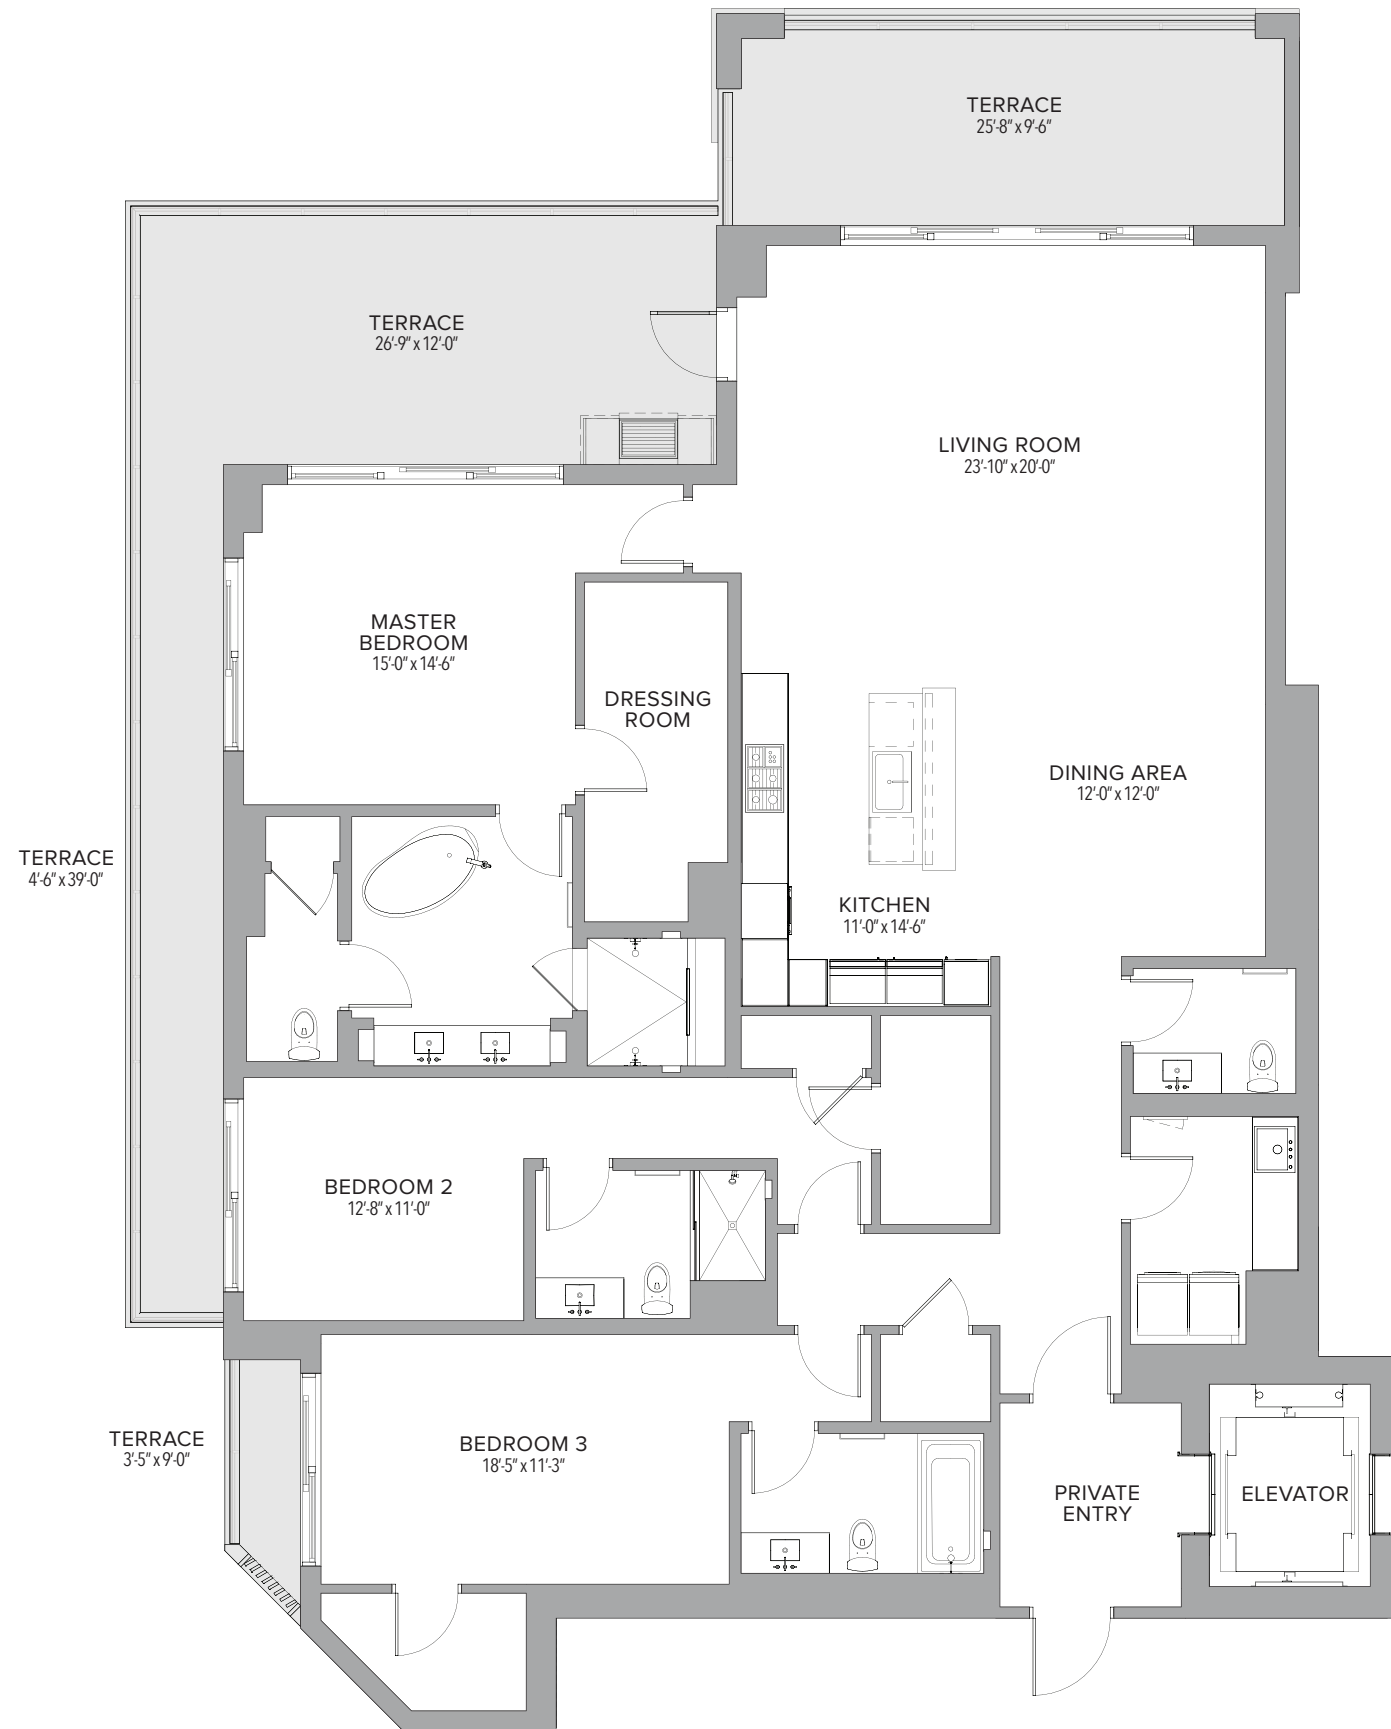 TERRACE
25'-8" x 9'-6"
TERRACE
26'-9" x 12'-0"
LIVING ROOM
23'-10" x 20'-0"
MASTER
BEDROOM
15'-0" x 14'-6"
DRESSING
ROOM
DINING AREA
12'-0" x 12'-0"
TERRACE
4'-6" x 39'-0"
KITCHEN
11'-0" x 14'-6"
BEDROOM 2
12'-8" x 11'-0"
TERRACE
3'-5" x 9'-0"
BEDROOM 3
18'-5" x 11'-3"
PRIVATE
ENTRY
ELEVATOR